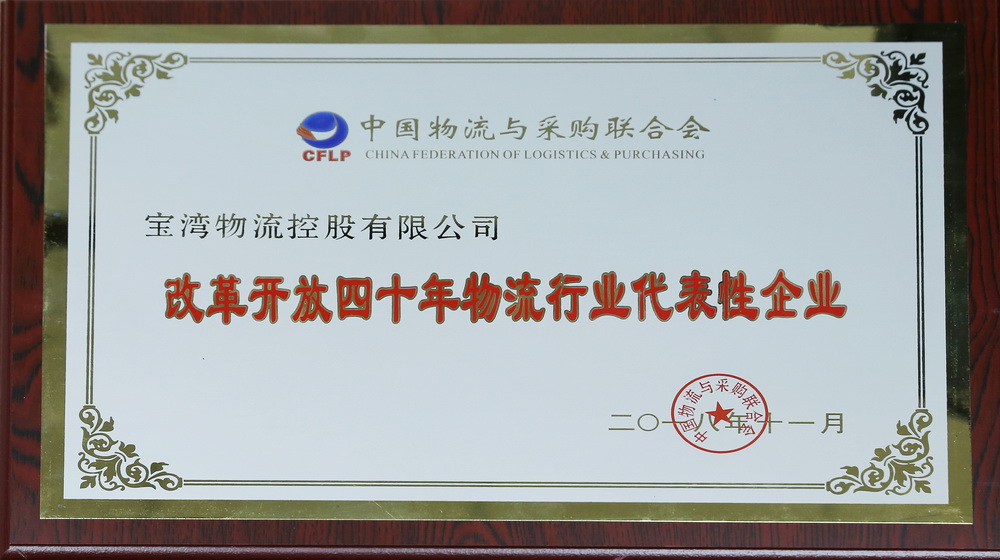 中国物流与采购联合会
CFLP
CHINA FEDERATION OF LOGISTICS & PURCHASING
宝湾物流控股有限公司
改革开放四十年物流行业代表性企业
二〇一八年十一月
中国物流与采购联合会